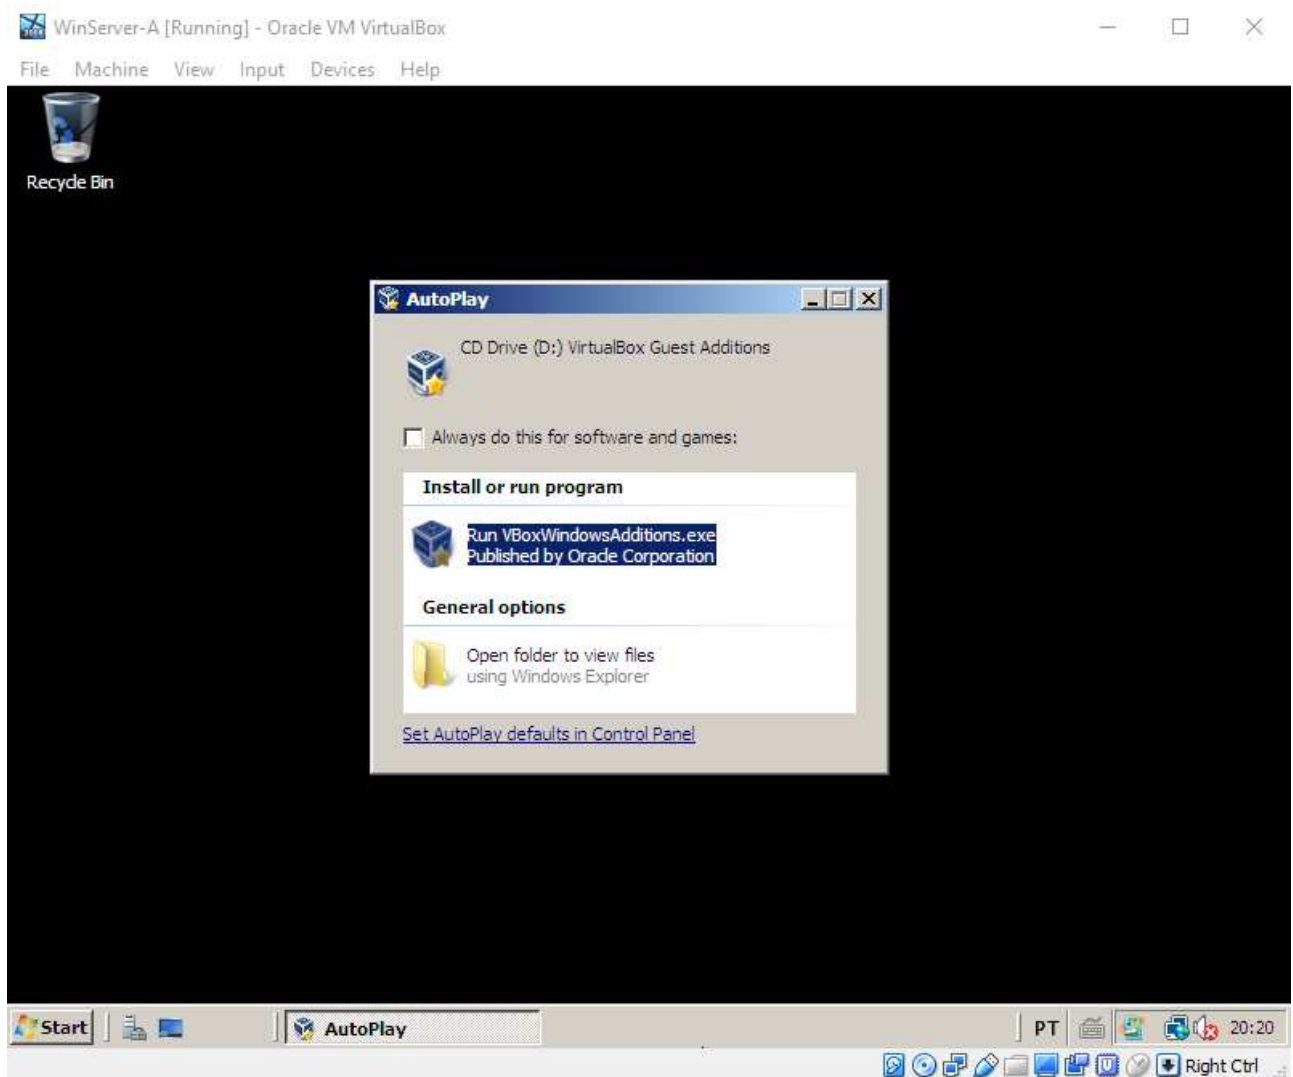 WinServer-A [Running] - Oracle VM VirtualBox
File Machine View Input Devices Help
Recycle Bin
AutoPlay
CD Drive (D:) VirtualBox Guest Additions
Always do this for software and games:
Install or run program
Run VBoxWindowsAdditions.exe
Published by Oracle Corporation
General options
Open folder to view files
using Windows Explorer
Set AutoPlay defaults in Control Panel
Start AutoPlay PT 20:20
Right Ctrl